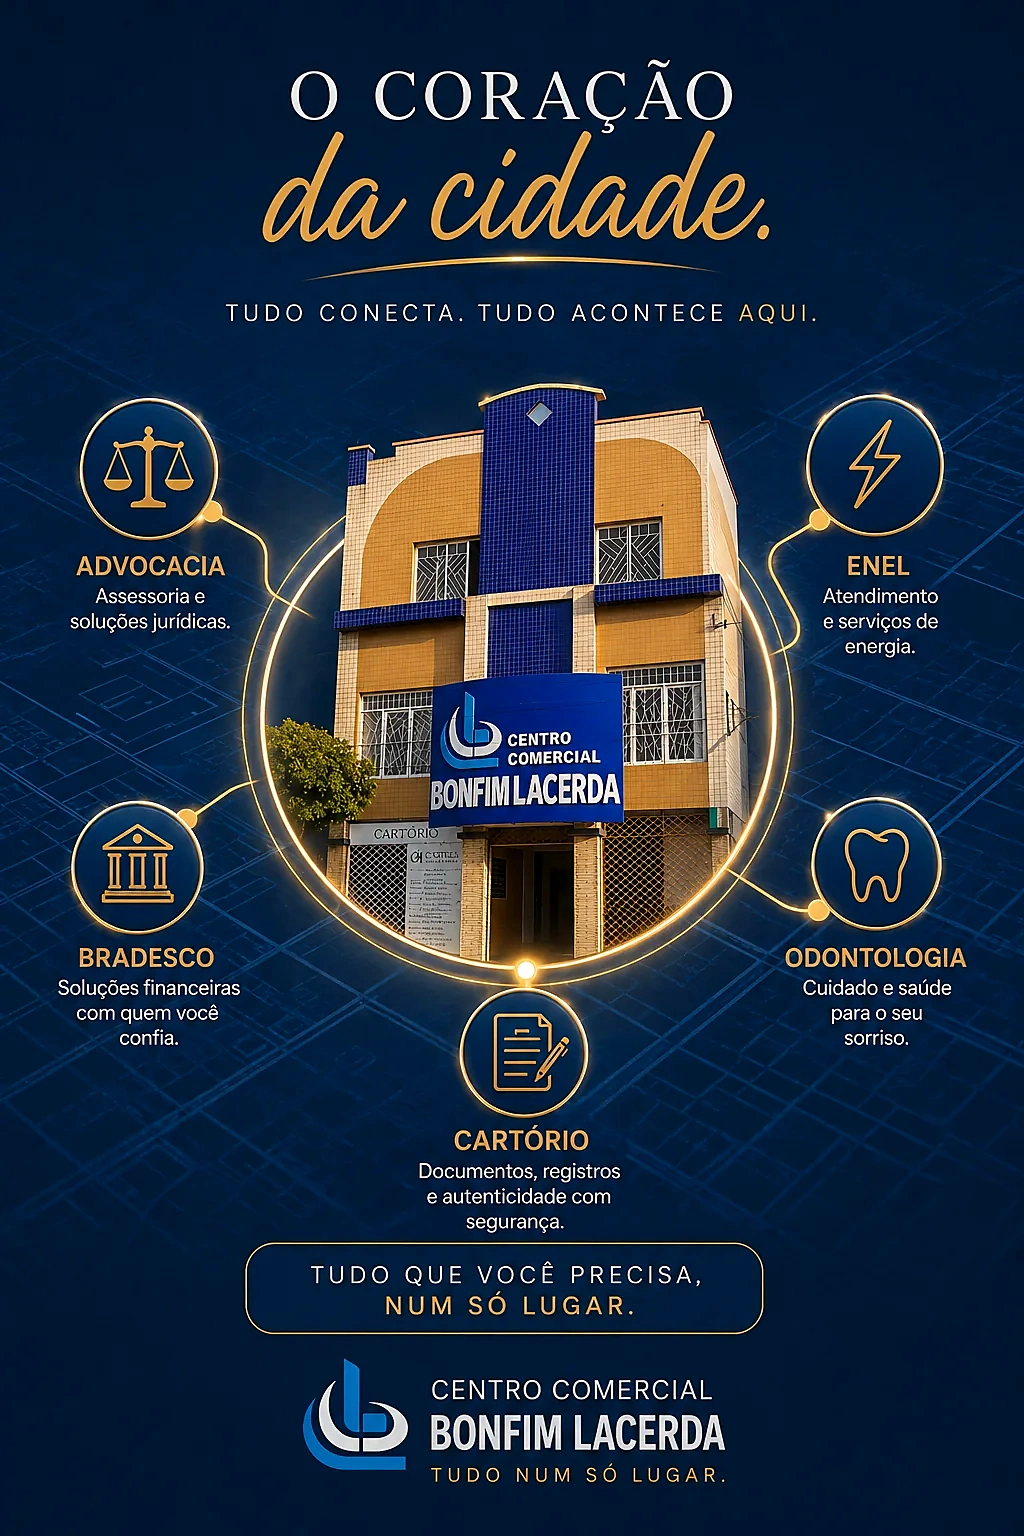 O CORAÇÃO
da cidade.
TUDO CONECTA. TUDO ACONTECE AQUI.
ADVOCACIA
Assessoria e
soluções jurídicas.
ENEL
Atendimento
e serviços de
energia.
CENTRO
COMERCIAL
BONFIM LACERDA
CARTÓRIO
BRADESCO
Soluções financeiras
com quem você
confia.
ODONTOLOGIA
Cuidado e saúde
para o seu
sorriso.
CARTÓRIO
Documentos, registros
e autenticidade com
segurança.
TUDO QUE VOCÊ PRECISA,
NUM SÓ LUGAR.
CENTRO COMERCIAL
BONFIM LACERDA
TUDO NUM SÓ LUGAR.